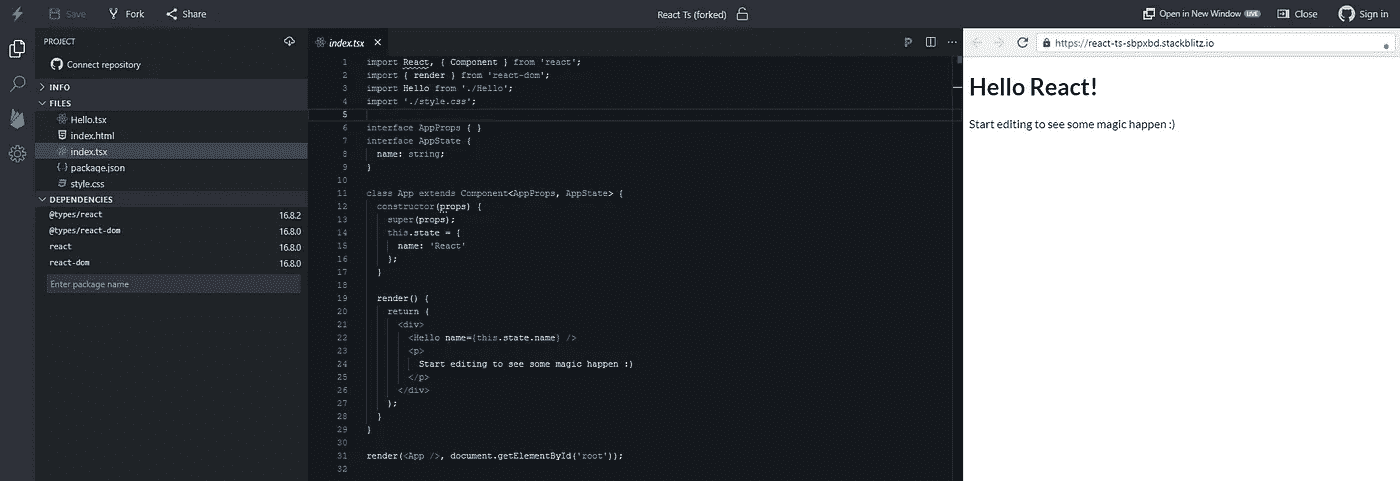 Save Fork Share React Ts (forked) Open in New Window LIVE Close Sign in
PROJECT
Connect repository
INFO
FILES
Hello.tsx
index.html
index.tsx
package.json
style.css
DEPENDENCIES
@types/react 16.8.2
@types/react-dom 16.8.0
react 16.8.0
react-dom 16.8.0
Enter package name
index.tsx
1 import React, { Component } from 'react';
2 import { render } from 'react-dom';
3 import Hello from './Hello';
4 import './style.css';
5
6 interface AppProps { }
7 interface AppState {
8 name: string;
9 }
10
11 class App extends Component<AppProps, AppState> {
12 constructor(props) {
13 super(props);
14 this.state = {
15 name: 'React'
16 };
17 }
18
19 render() {
20 return (
21 <div>
22 <Hello name={this.state.name} />
23 <p>
24 Start editing to see some magic happen :)
25 </p>
26 </div>
27 );
28 }
29 }
30
31 render(<App />, document.getElementById('root'));
32
https://react-ts-sbpxbd.stackblitz.io
Hello React!
Start editing to see some magic happen :)